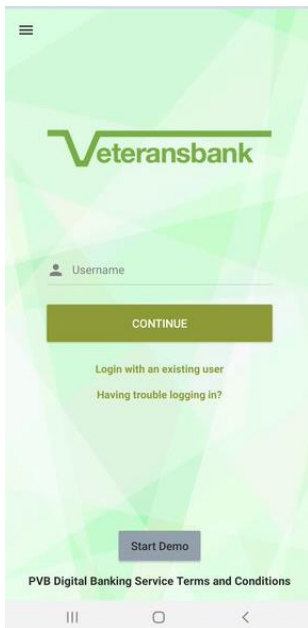 Veteransbank
Username
CONTINUE
Login with an existing user
Having trouble logging in?
Start Demo
PVB Digital Banking Service Terms and Conditions